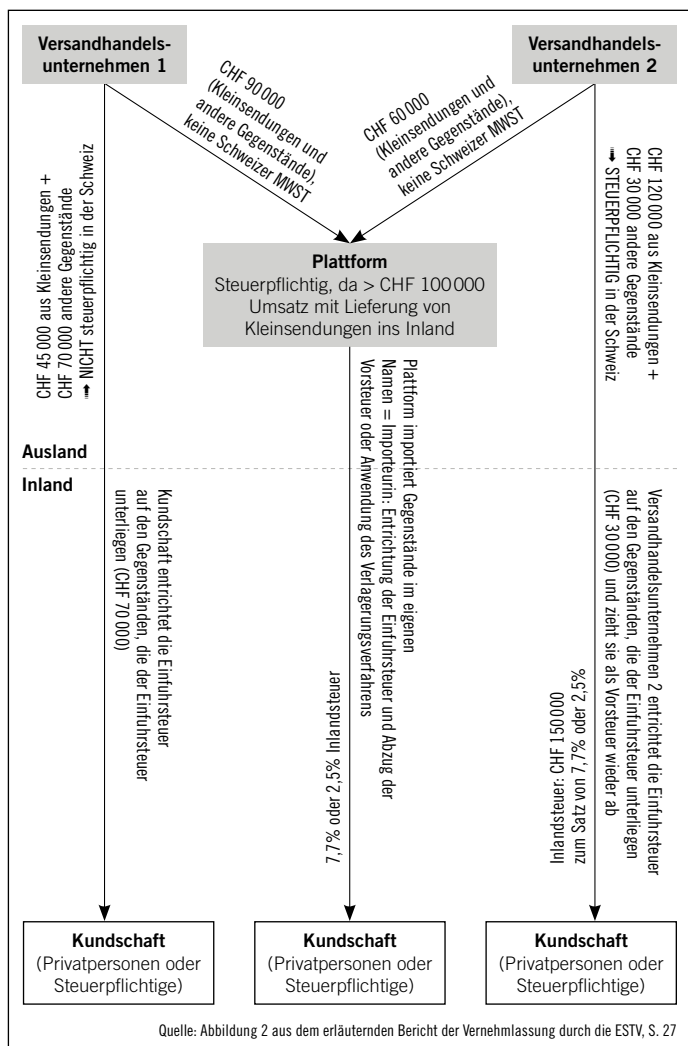 Versandhandels-
unternehmen 1
Versandhandels-
unternehmen 2
CHF 90 000
(Kleinsendungen und
andere Gegenstände),
keine Schweizer MWST
CHF 60 000
(Kleinsendungen und
andere Gegenstände),
keine Schweizer MWST
CHF 45 000 aus Kleinsendungen +
CHF 70 000 andere Gegenstände
➟ NICHT steuerpflichtig in der Schweiz
Plattform
Steuerpflichtig, da > CHF 100 000
Umsatz mit Lieferung von
Kleinsendungen ins Inland
CHF 120 000 aus Kleinsendungen +
CHF 30 000 andere Gegenstände
➟ STEUERPFLICHTIG in der Schweiz
Ausland
Inland
Kundschaft entrichtet die Einfuhrsteuer
auf den Gegenständen, die der Einfuhrsteuer
unterliegen (CHF 70 000)
Plattform importiert Gegenstände im eigenen
Namen = Importeurin: Entrichtung der Einfuhrsteuer und Abzug der
Vorsteuer oder Anwendung des Verlagerungsverfahrens
7,7% oder 2,5% Inlandsteuer
Versandhandelsunternehmen 2 entrichtet die Einfuhrsteuer
auf den Gegenständen, die der Einfuhrsteuer unterliegen
(CHF 30 000) und zieht sie als Vorsteuer wieder ab
zum Satz von 7,7% oder 2,5%
Inlandsteuer: CHF 150 000
Kundschaft
(Privatpersonen oder
Steuerpflichtige)
Kundschaft
(Privatpersonen oder
Steuerpflichtige)
Kundschaft
(Privatpersonen oder
Steuerpflichtige)
Quelle: Abbildung 2 aus dem erläuternden Bericht der Vernehmlassung durch die ESTV, S. 27